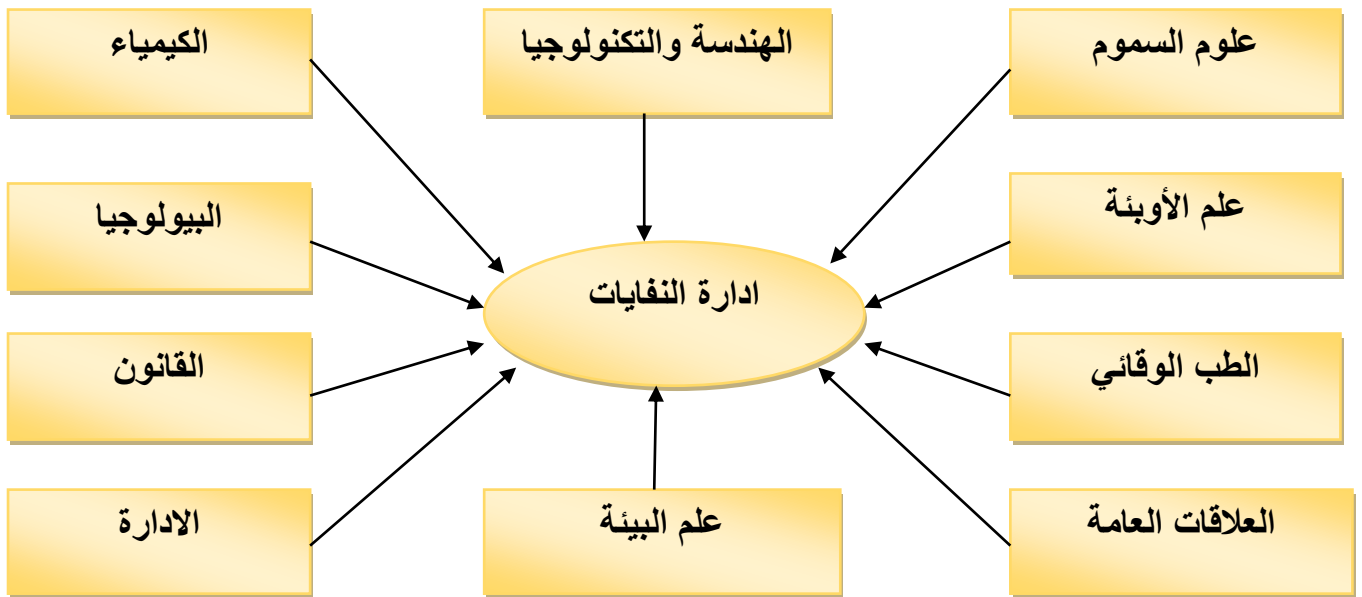 علوم السموم
الهندسة والتكنولوجيا
الكيمياء
علم الأوبئة
البيولوجيا
ادارة النفايات
الطب الوقائي
القانون
العلاقات العامة
علم البيئة
الادارة